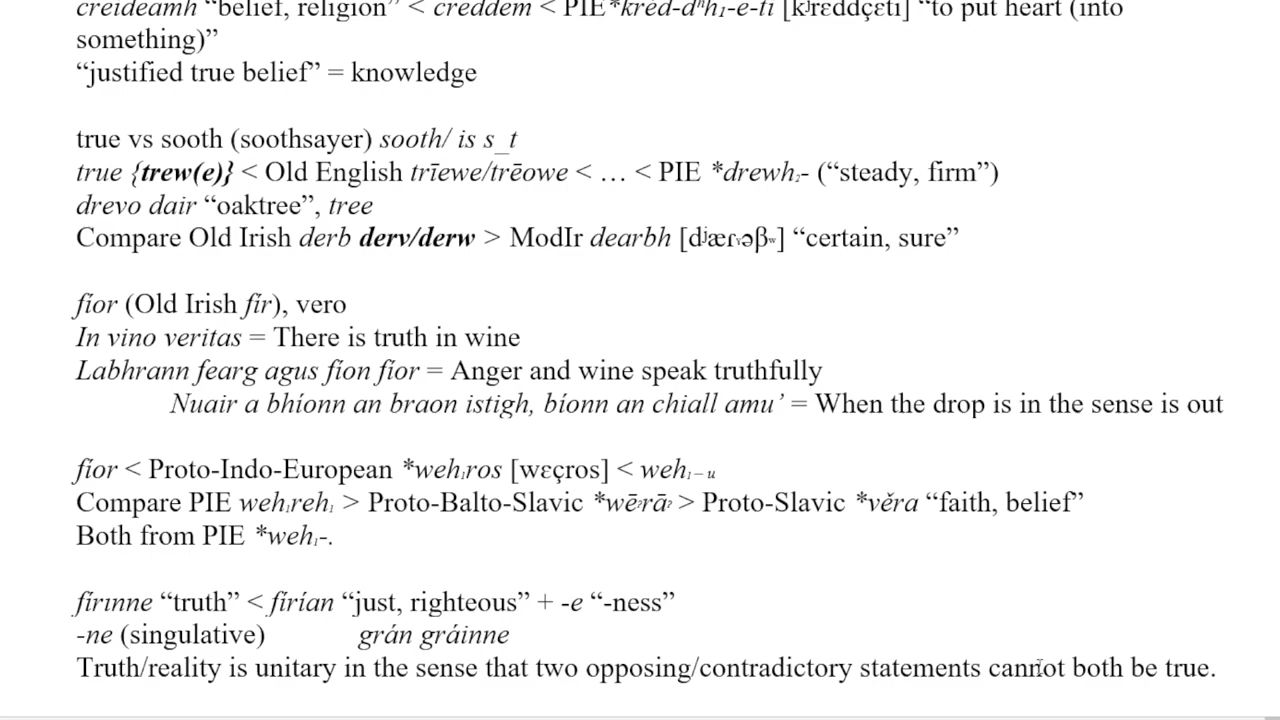 creideamh “belief, religion” < creddem < PIE *ḱréd-dʰh₁-e-ti [kʲrɛddçɛti] “to put heart (into
something)”
“justified true belief” = knowledge
true vs sooth (soothsayer) sooth/ is s_t
true {trew(e)} < Old English trīewe/trēowe < … < PIE *drewh₂- (“steady, firm”)
drevo dair “oaktree”, tree
Compare Old Irish derb derv/derw > ModIr dearbh [dʲærˠəβʷ] “certain, sure”
fíor (Old Irish fír), vero
In vino veritas = There is truth in wine
Labhrann fearg agus fíon fíor = Anger and wine speak truthfully
Nuair a bhíonn an braon istigh, bíonn an chiall amu’ = When the drop is in the sense is out
fíor < Proto-Indo-European *weh₁ros [wɛçros] < weh₁–u
Compare PIE weh₁reh₁ > Proto-Balto-Slavic *wēˀrāˀ > Proto-Slavic *věra “faith, belief”
Both from PIE *weh₁-.
fírınne “truth” < fírían “just, righteous” + -e “-ness”
-ne (singulative) grán gráinne
Truth/reality is unitary in the sense that two opposing/contradictory statements cannot both be true.